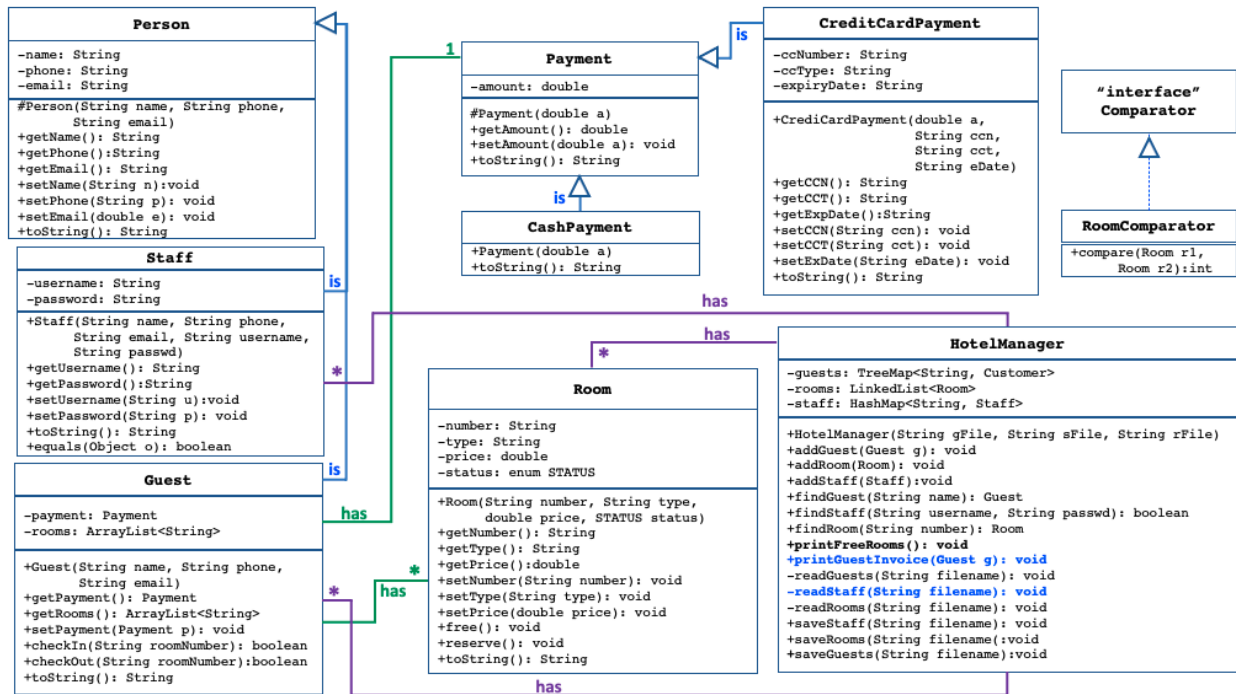 Person
-name: String
-phone: String
-email: String
#Person(String name, String phone,
String email)
+getName(): String
+getPhone():String
+getEmail(): String
+setName(String n):void
+setPhone(String p): void
+setEmail(double e): void
+toString(): String
Staff
-username: String
-password: String
+Staff(String name, String phone,
String email, String username,
String passwd)
+getUsername(): String
+getPassword():String
+setUsername(String u):void
+setPassword(String p): void
+toString(): String
+equals(Object o): boolean
Guest
-payment: Payment
-rooms: ArrayList<String>
+Guest(String name, String phone,
String email)
+getPayment(): Payment
+getRooms(): ArrayList<String>
+setPayment(Payment p): void
+checkIn(String roomNumber): boolean
+checkOut(String roomNumber):boolean
+toString(): String
is
is
1
has
has
*
*
*
Payment
-amount: double
#Payment(double a)
+getAmount(): double
+setAmount(double a): void
+toString(): String
is
CashPayment
+Payment(double a)
+toString(): String
is
CreditCardPayment
-ccNumber: String
-ccType: String
-expiryDate: String
+CrediCardPayment(double a,
String ccn,
String cct,
String eDate)
+getCCN(): String
+getCCT(): String
+getExpDate():String
+setCCN(String ccn): void
+setCCT(String cct): void
+setExDate(String eDate): void
+toString(): String
“interface”
Comparator
RoomComparator
+compare(Room r1,
Room r2):int
has
has
*
Room
-number: String
-type: String
-price: double
-status: enum STATUS
+Room(String number, String type,
double price, STATUS status)
+getNumber(): String
+getType(): String
+getPrice():double
+setNumber(String number): void
+setType(String type): void
+setPrice(double price): void
+free(): void
+reserve(): void
+toString(): String
HotelManager
-guests: TreeMap<String, Customer>
-rooms: LinkedList<Room>
-staff: HashMap<String, Staff>
+HotelManager(String gFile, String sFile, String rFile)
+addGuest(Guest g): void
+addRoom(Room): void
+addStaff(Staff):void
+findGuest(String name): Guest
+findStaff(String username, String passwd): boolean
+findRoom(String number): Room
+printFreeRooms(): void
+printGuestInvoice(Guest g): void
-readGuests(String filename): void
-readStaff(String filename): void
-readRooms(String filename): void
+saveStaff(String filename): void
+saveRooms(String filename(:void
+saveGuests(String filename):void
has